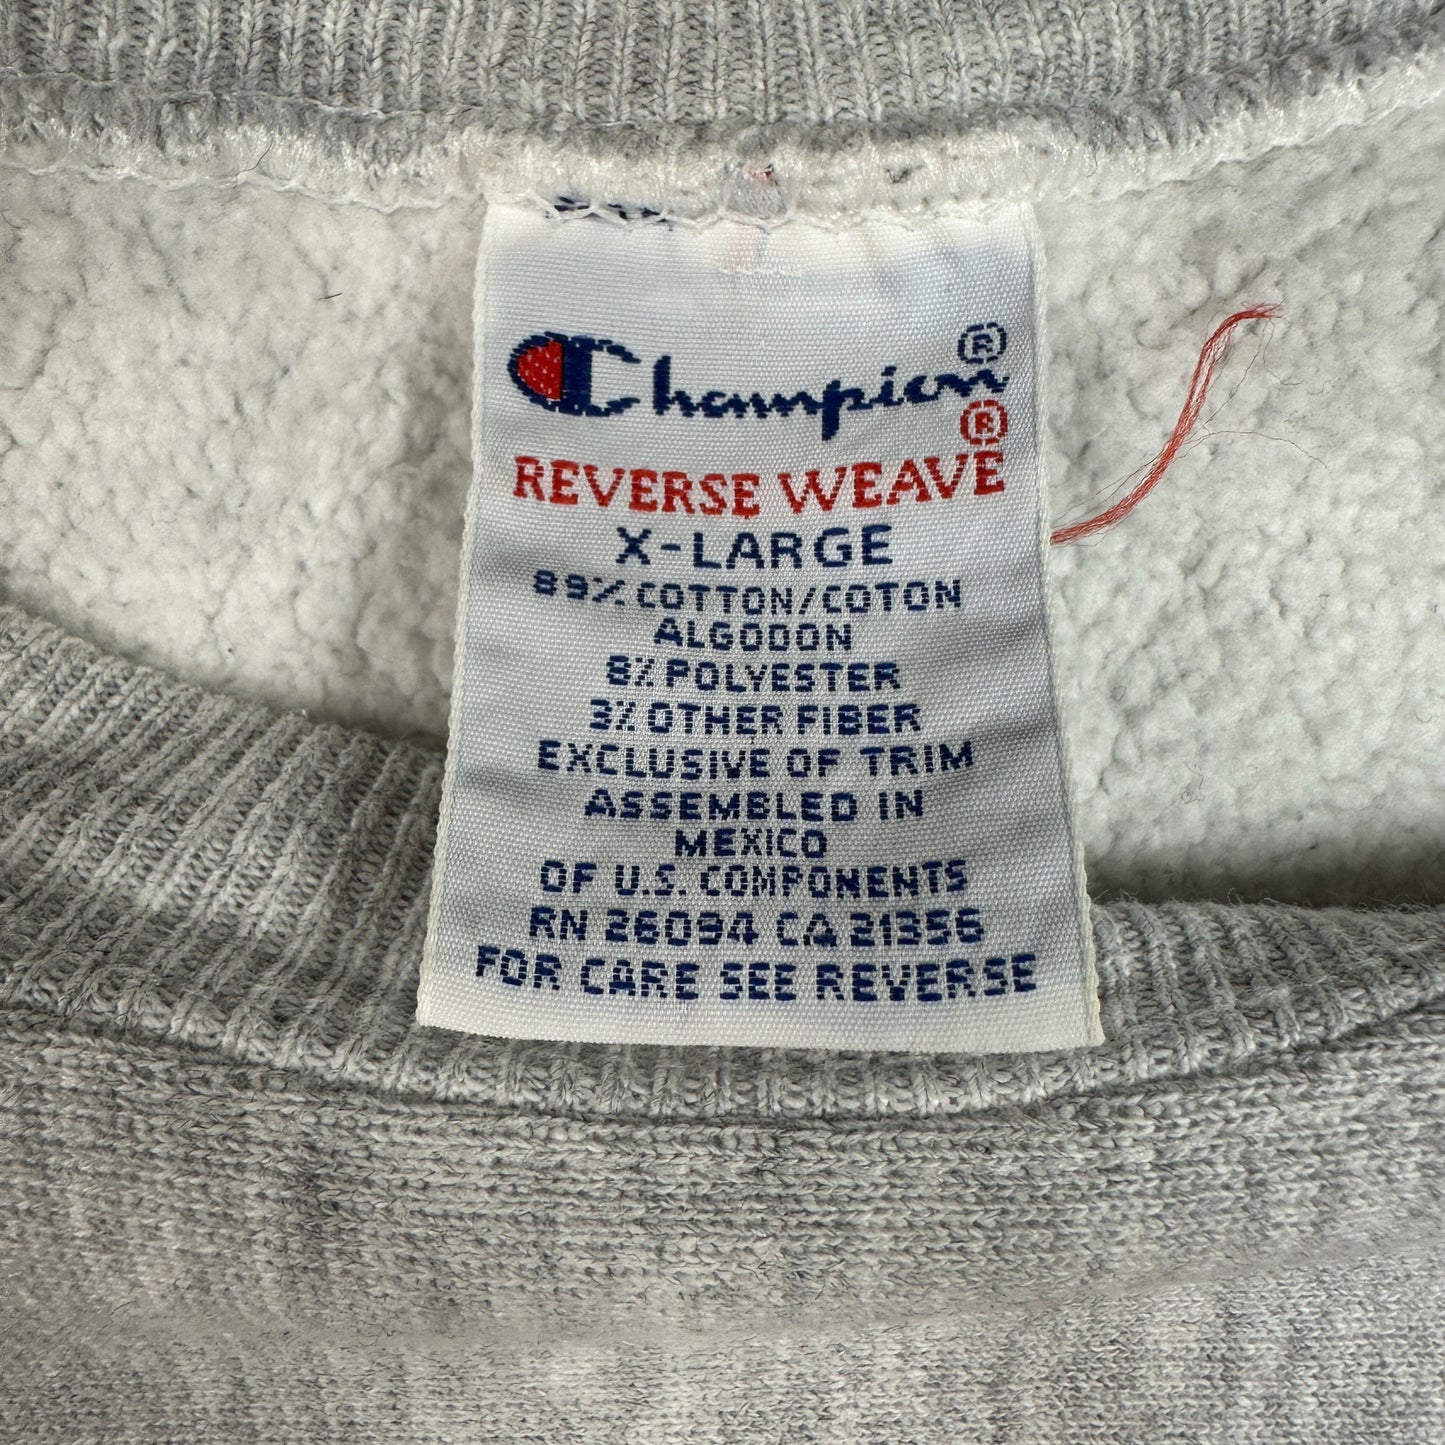 Champion®
®
REVERSE WEAVE
X-LARGE
89% COTTON/COTON
ALGODON
8% POLYESTER
3% OTHER FIBER
EXCLUSIVE OF TRIM
ASSEMBLED IN
MEXICO
OF U.S. COMPONENTS
RN 26094 CA 21356
FOR CARE SEE REVERSE